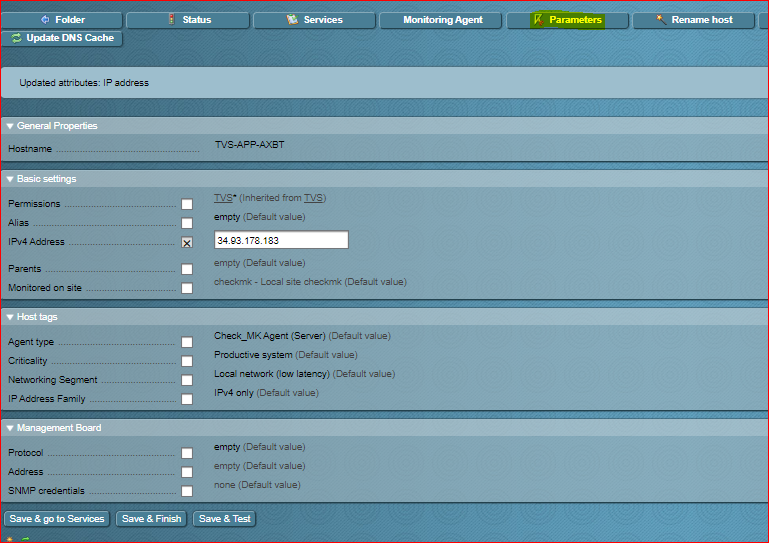 Folder Status Services Monitoring Agent Parameters Rename host
Update DNS Cache
Updated attributes: IP address
General Properties
Hostname TVS-APP-AXBT
Basic settings
Permissions TVS* (Inherited from TVS)
Alias empty (Default value)
IPv4 Address 34.93.178.183
Parents empty (Default value)
Monitored on site checkmk - Local site checkmk (Default value)
Host tags
Agent type Check_MK Agent (Server) (Default value)
Criticality Productive system (Default value)
Networking Segment Local network (low latency) (Default value)
IP Address Family IPv4 only (Default value)
Management Board
Protocol empty (Default value)
Address empty (Default value)
SNMP credentials none (Default value)
Save & go to Services Save & Finish Save & Test